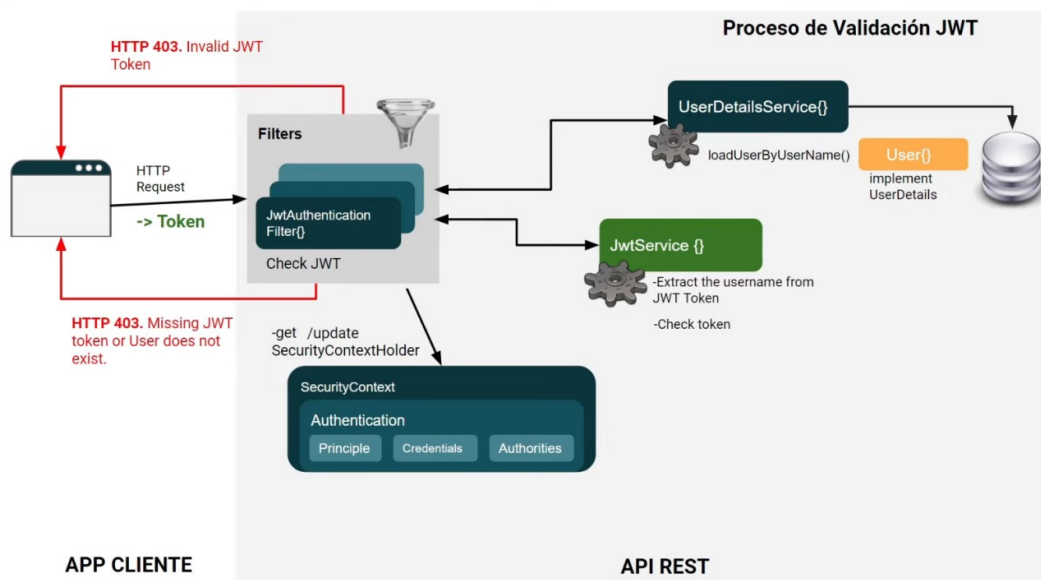 Proceso de Validación JWT
HTTP 403. Invalid JWT
Token
Filters
UserDetailsService{}
loadUserByUserName()
User{}
implement
UserDetails
HTTP
Request
-> Token
JwtAuthentication
Filter{}
Check JWT
JwtService {}
-Extract the username from
JWT Token
-Check token
HTTP 403. Missing JWT
token or User does not
exist.
-get /update
SecurityContextHolder
SecurityContext
Authentication
Principle
Credentials
Authorities
APP CLIENTE
API REST